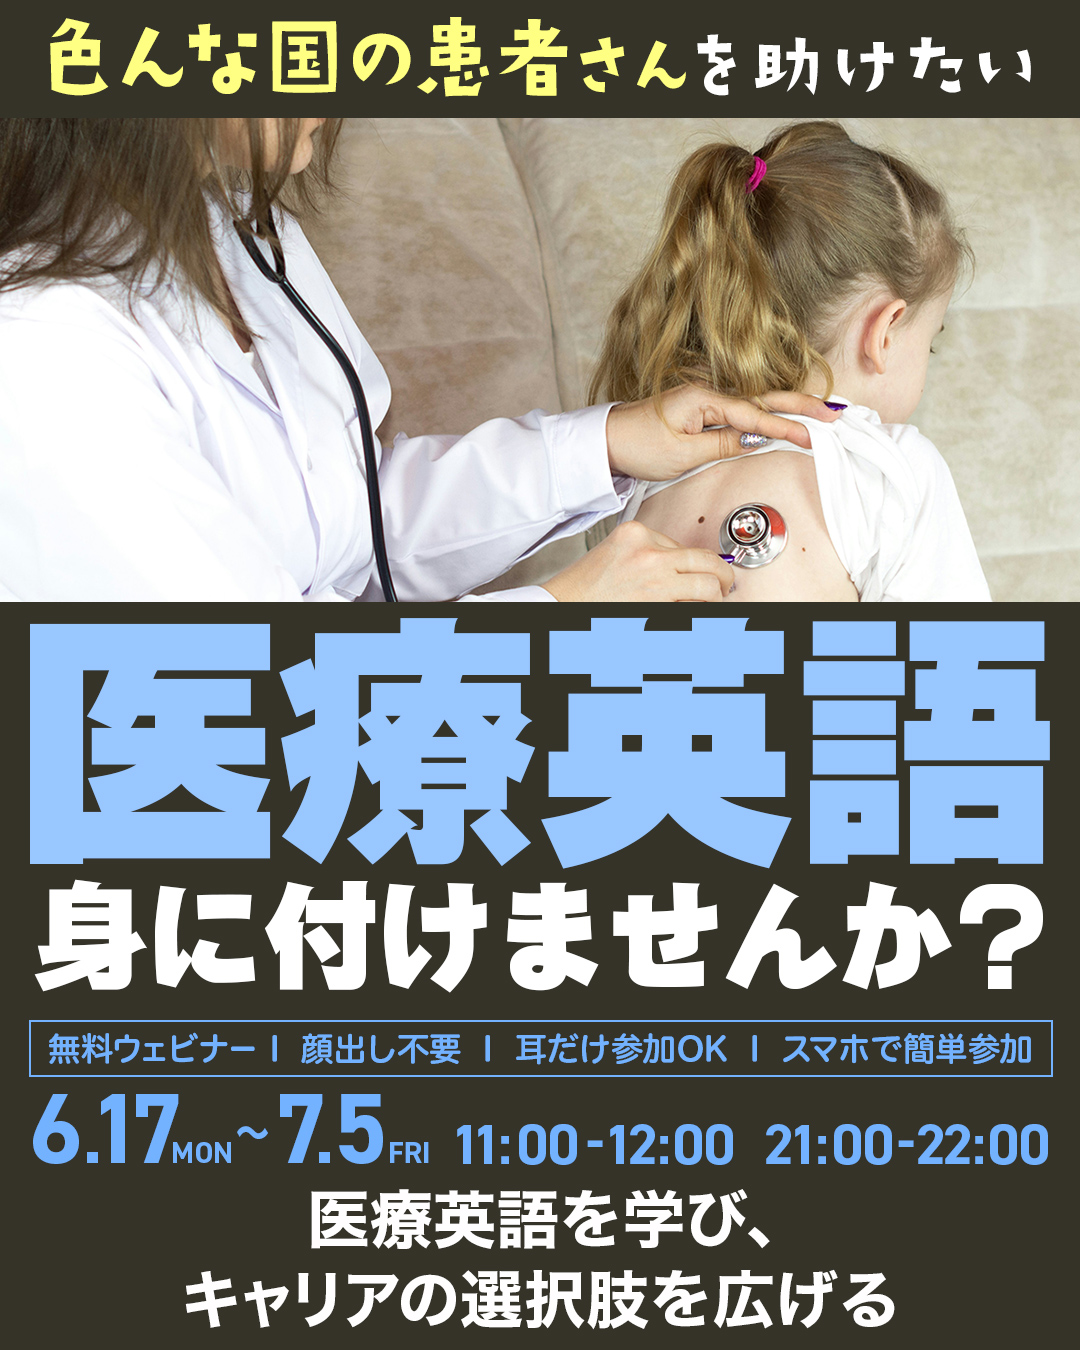 色んな国の患者さんを助けたい
医療英語
身に付けませんか?
無料ウェビナー | 顔出し不要 | 耳だけ参加OK | スマホで簡単参加
6.17MON~7.5FRI 11:00-12:00 21:00-22:00
医療英語を学び、
キャリアの選択肢を広げる